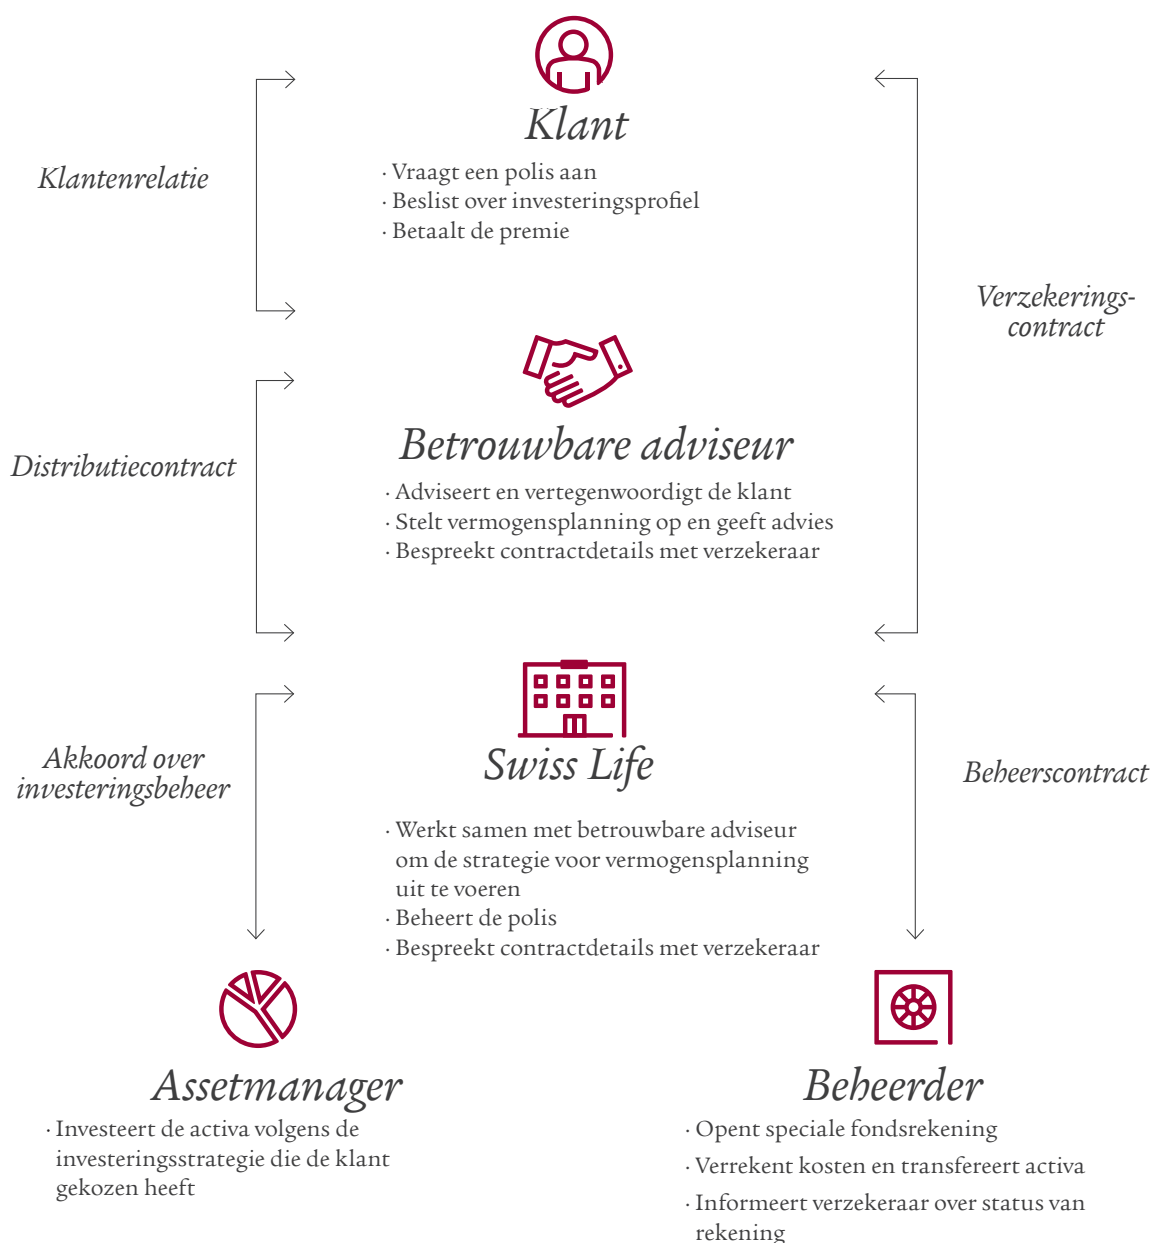 Klant
Klantenrelatie
· Vraagt een polis aan
· Beslist over investeringsprofiel
· Betaalt de premie
Verzekerings-
contract
Betrouwbare adviseur
Distributiecontract
· Adviseert en vertegenwoordigt de klant
· Stelt vermogensplanning op en geeft advies
· Bespreekt contractdetails met verzekeraar
Swiss Life
Akkoord over
investeringsbeheer
Beheerscontract
· Werkt samen met betrouwbare adviseur
om de strategie voor vermogensplanning
uit te voeren
· Beheert de polis
· Bespreekt contractdetails met verzekeraar
Assetmanager
· Investeert de activa volgens de
investeringsstrategie die de klant
gekozen heeft
Beheerder
· Opent speciale fondsrekening
· Verrekent kosten en transfereert activa
· Informeert verzekeraar over status van
rekening